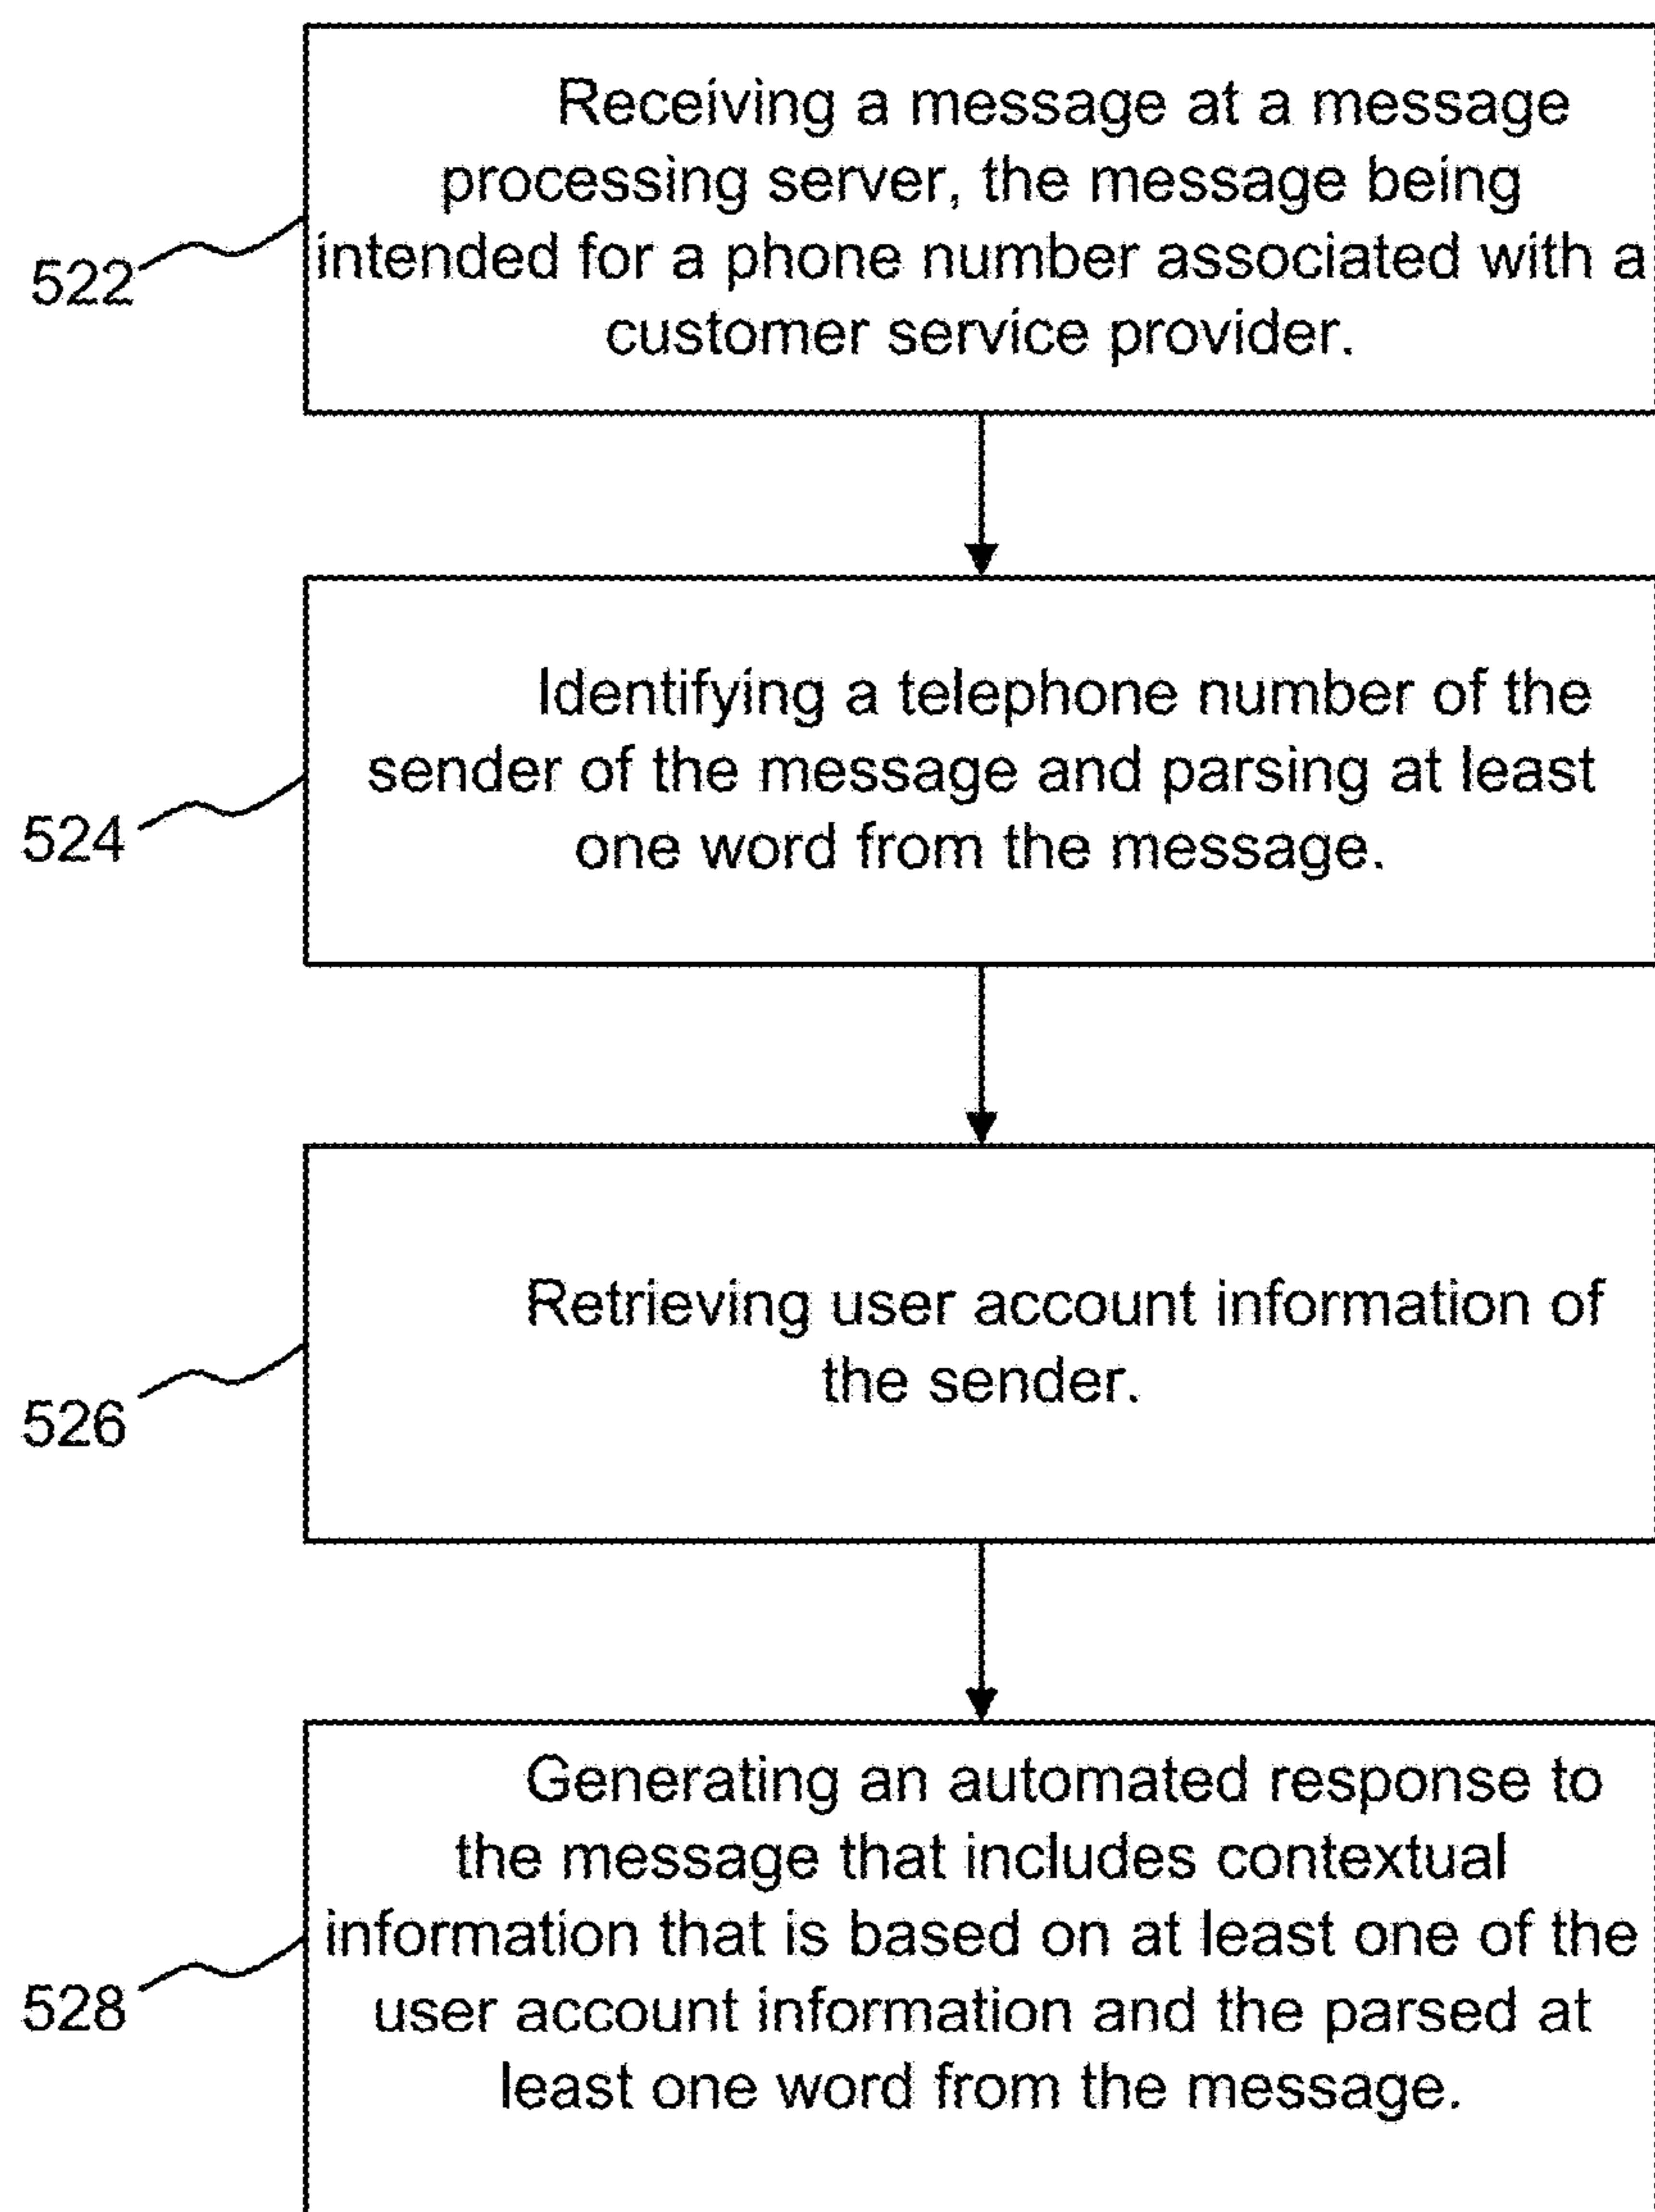 Receiving a message at a message
processing server, the message being
intended for a phone number associated with a
customer service provider.
522
Identifying a telephone number of the
sender of the message and parsing at least
one word from the message.
524
Retrieving user account information of
the sender.
526
Generating an automated response to
the message that includes contextual
information that is based on at least one of the
user account information and the parsed at
least one word from the message.
528